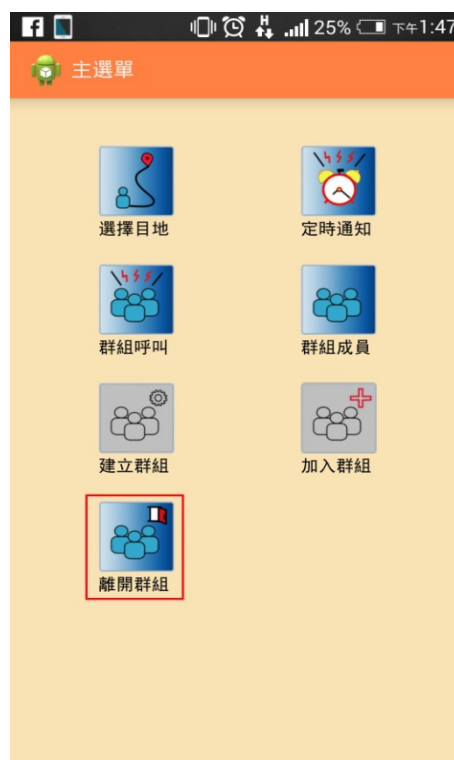 25% 下午1:47
主選單
選擇目地 定時通知
群組呼叫 群組成員
建立群組 加入群組
離開群組